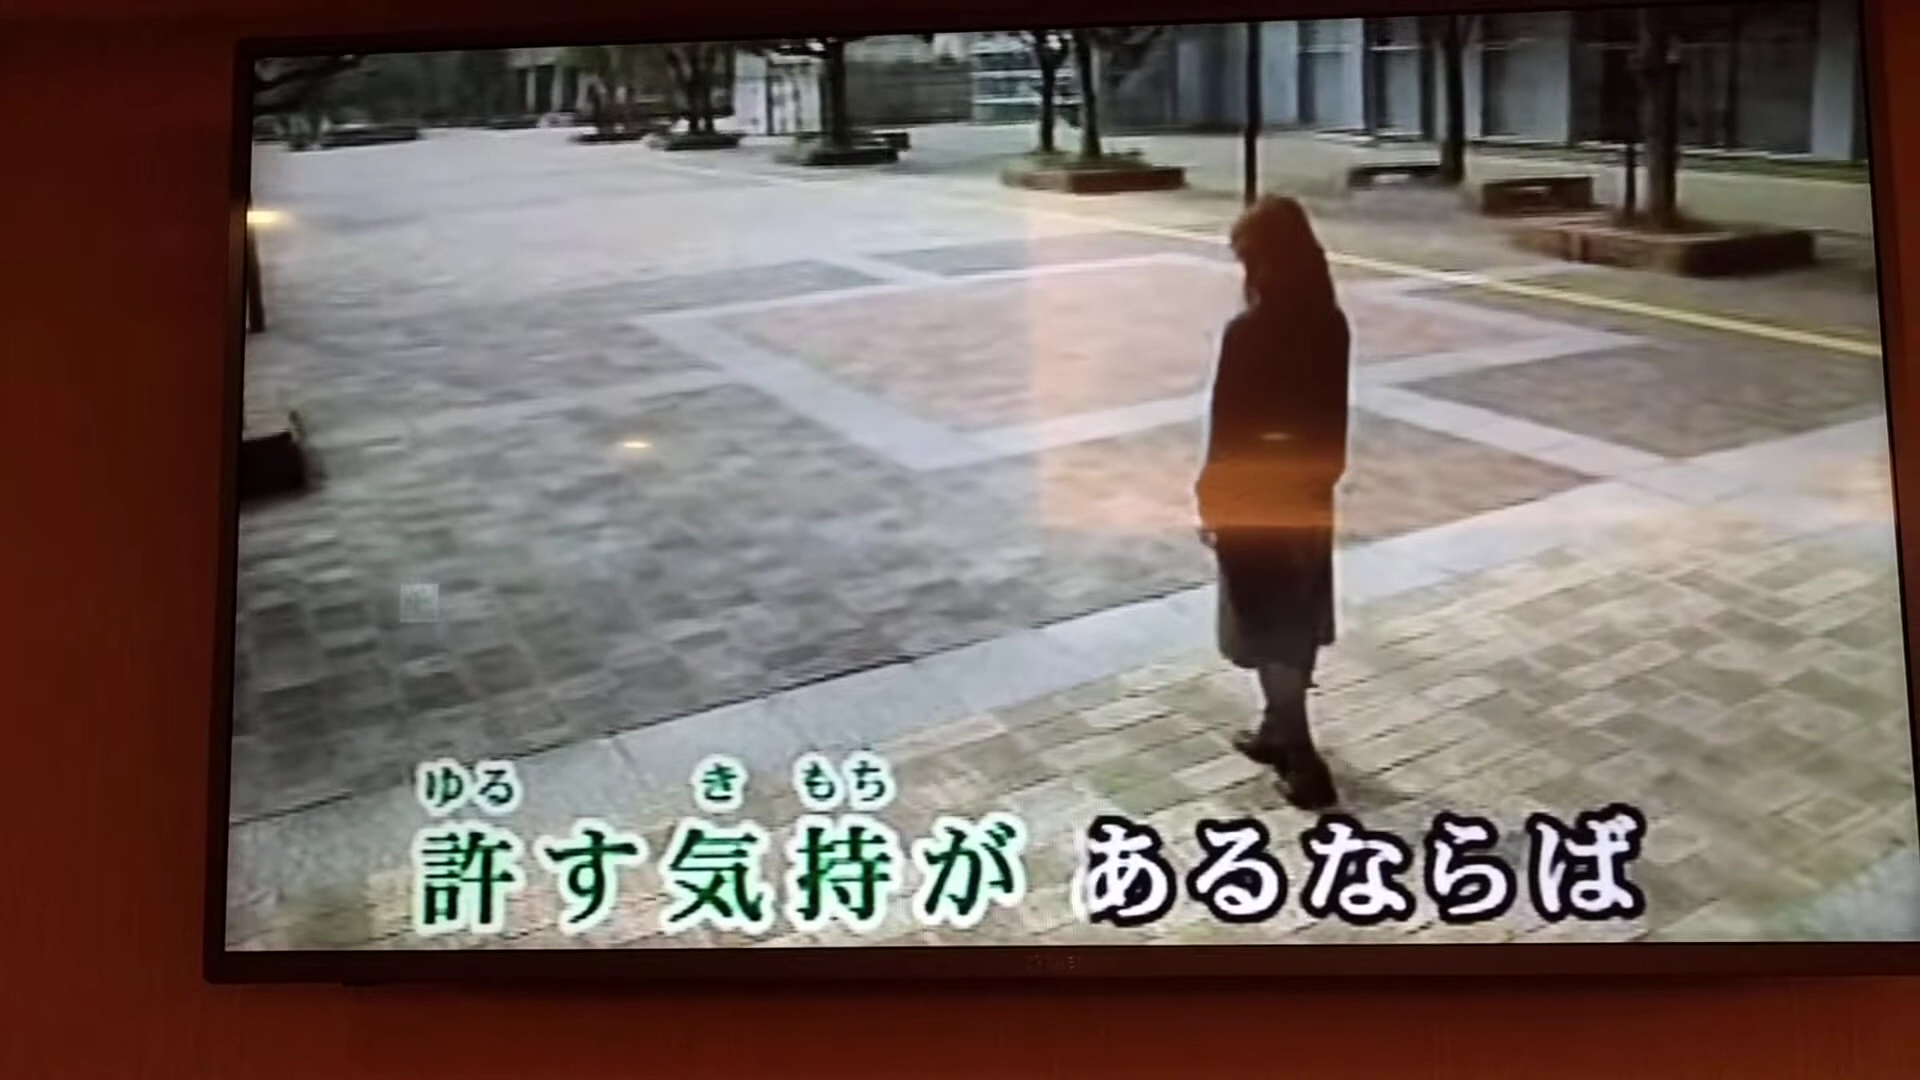 ゆる き もち
許す気持が あるならば